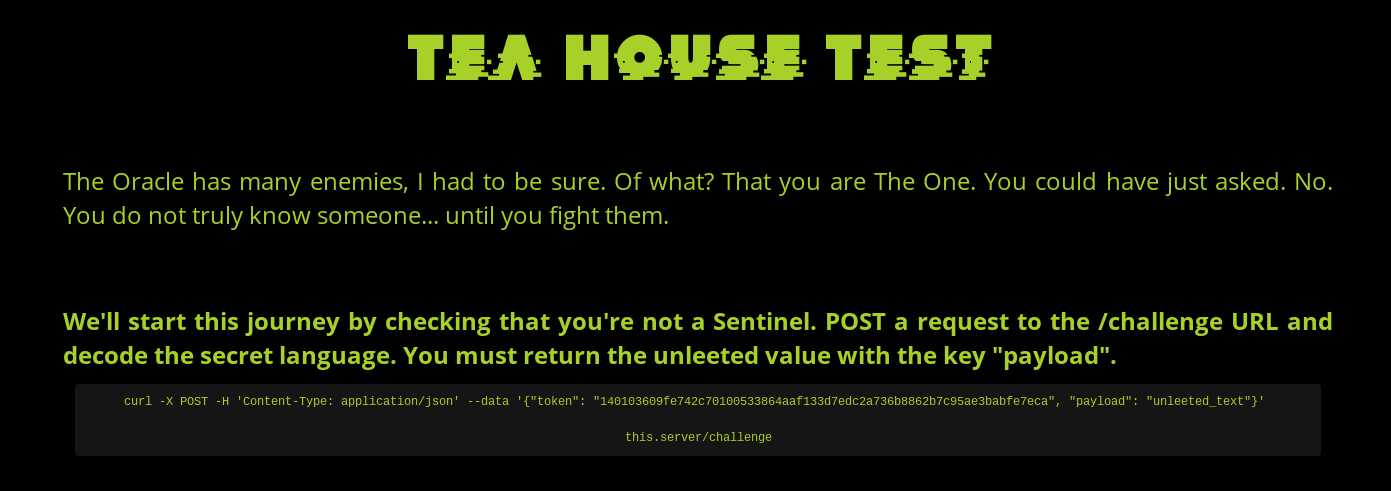 TEA HOUSE TEST
The Oracle has many enemies, I had to be sure. Of what? That you are The One. You could have just asked. No.
You do not truly know someone... until you fight them.
We'll start this journey by checking that you're not a Sentinel. POST a request to the /challenge URL and
decode the secret language. You must return the unleeted value with the key "payload".
curl -X POST -H 'Content-Type: application/json' --data '{"token": "140103609fe742c70100533864aaf133d7edc2a736b8862b7c95ae3babfe7eca", "payload": "unleeted_text"}'
this.server/challenge